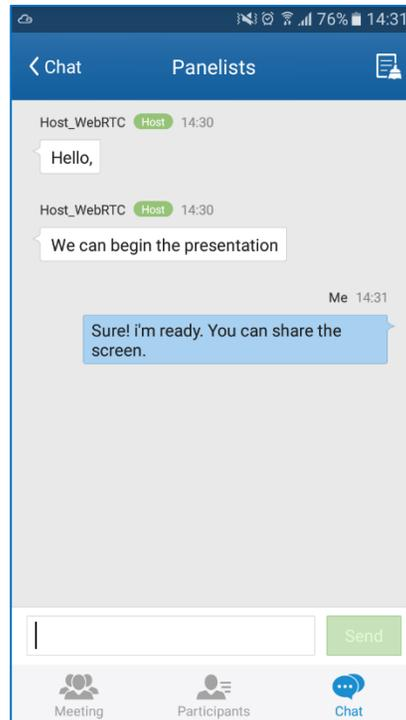 76% 14:31
Chat
Panelists
Host_WebRTC Host 14:30
Hello,
Host_WebRTC Host 14:30
We can begin the presentation
Me 14:31
Sure! i'm ready. You can share the
screen.
Send
Meeting Participants Chat